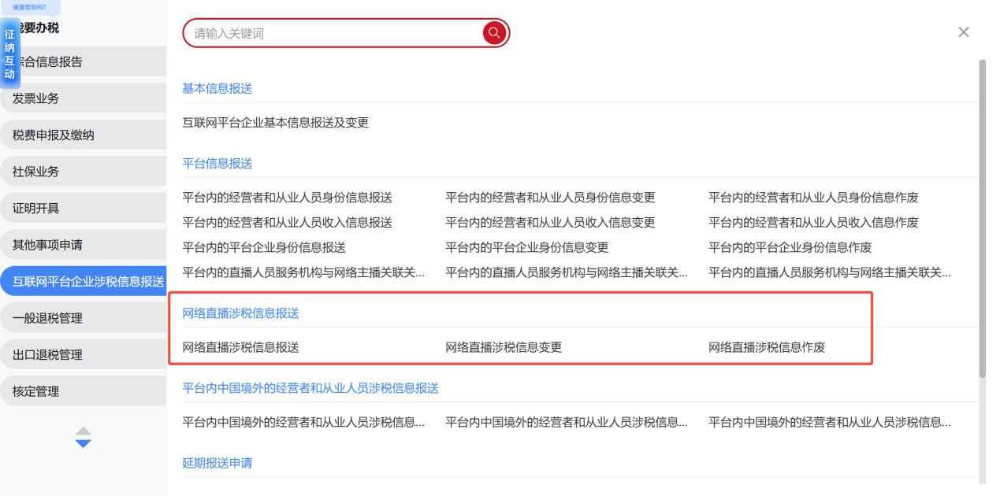 需要帮助吗?
我要办税
征纳互动
综合信息报告
发票业务
税费申报及缴纳
社保业务
证明开具
其他事项申请
互联网平台企业涉税信息报送
一般退税管理
出口退税管理
核定管理
请输入关键词
基本信息报送
互联网平台企业基本信息报送及变更
平台信息报送
平台内的经营者和从业人员身份信息报送 平台内的经营者和从业人员身份信息变更 平台内的经营者和从业人员身份信息作废
平台内的经营者和从业人员收入信息报送 平台内的经营者和从业人员收入信息变更 平台内的经营者和从业人员收入信息作废
平台内的平台企业身份信息报送 平台内的平台企业身份信息变更 平台内的平台企业身份信息作废
平台内的直播人员服务机构与网络主播关联关... 平台内的直播人员服务机构与网络主播关联关... 平台内的直播人员服务机构与网络主播关联关...
网络直播涉税信息报送
网络直播涉税信息报送 网络直播涉税信息变更 网络直播涉税信息作废
平台内中国境外的经营者和从业人员涉税信息报送
平台内中国境外的经营者和从业人员涉税信息... 平台内中国境外的经营者和从业人员涉税信息... 平台内中国境外的经营者和从业人员涉税信息...
延期报送申请